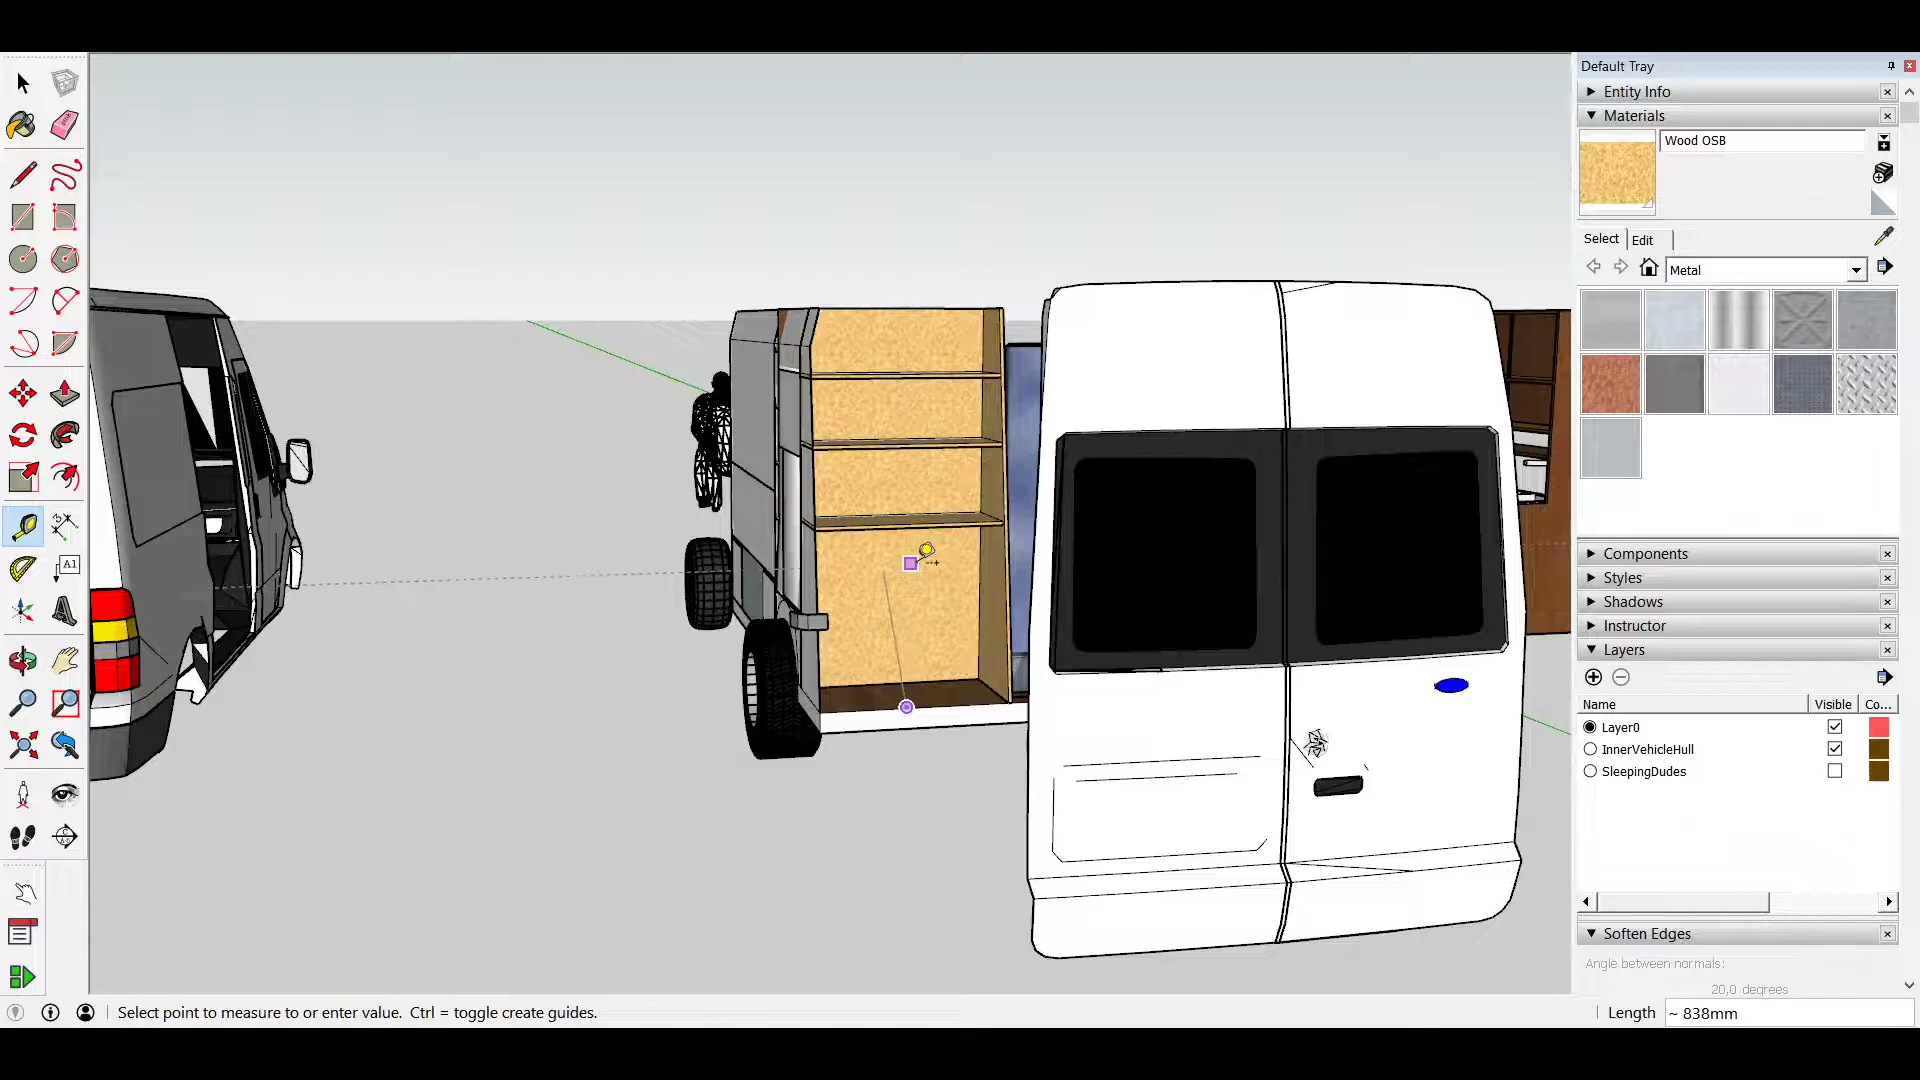 Default Tray
Entity Info
Materials
Wood OSB
Select
Edit
Metal
A1
Components
Styles
Shadows
Instructor
Layers
Name
Visible
Co...
Layer0
InnerVehicleHull
SleepingDudes
Soften Edges
Angle between normals:
20,0 degrees
Select point to measure to or enter value. Ctrl = toggle create guides.
Length
~ 838mm